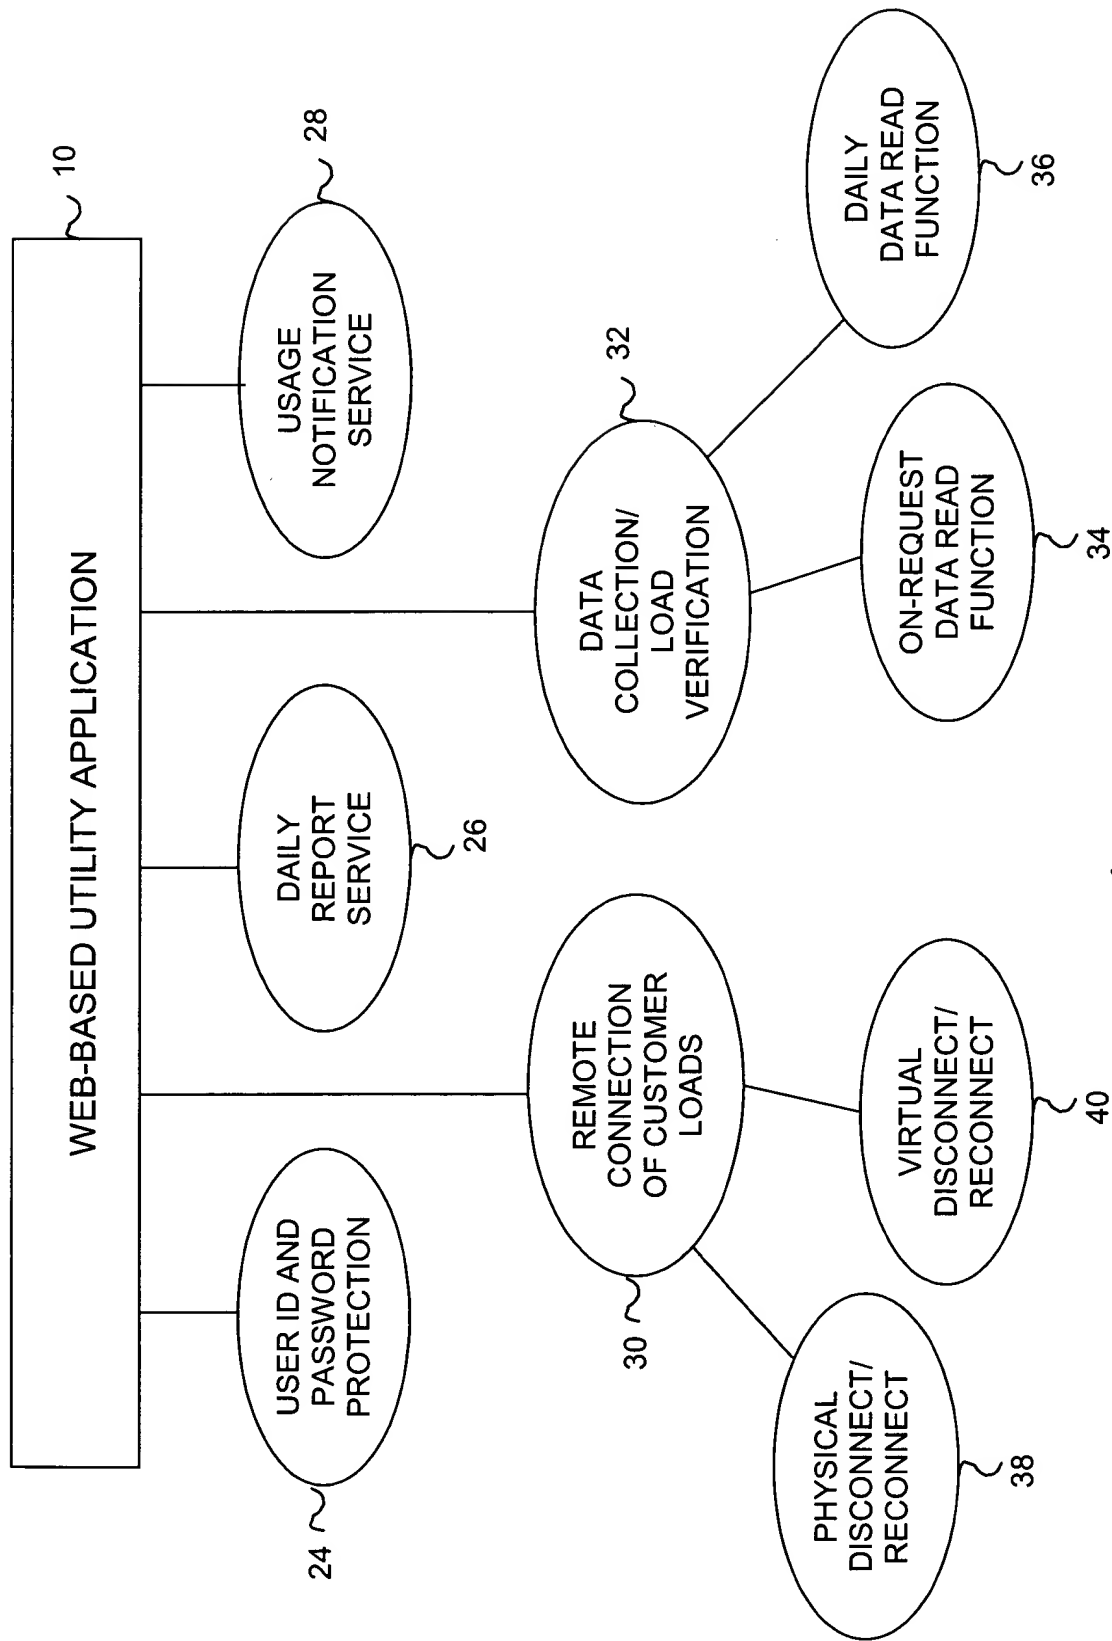 WEB-BASED UTILITY APPLICATION
10
USER ID AND
PASSWORD
PROTECTION
24
DAILY
REPORT
SERVICE
26
USAGE
NOTIFICATION
SERVICE
28
REMOTE
CONNECTION
OF CUSTOMER
LOADS
30
DATA
COLLECTION/
LOAD
VERIFICATION
32
PHYSICAL
DISCONNECT/
RECONNECT
38
VIRTUAL
DISCONNECT/
RECONNECT
40
ON-REQUEST
DATA READ
FUNCTION
34
DAILY
DATA READ
FUNCTION
36